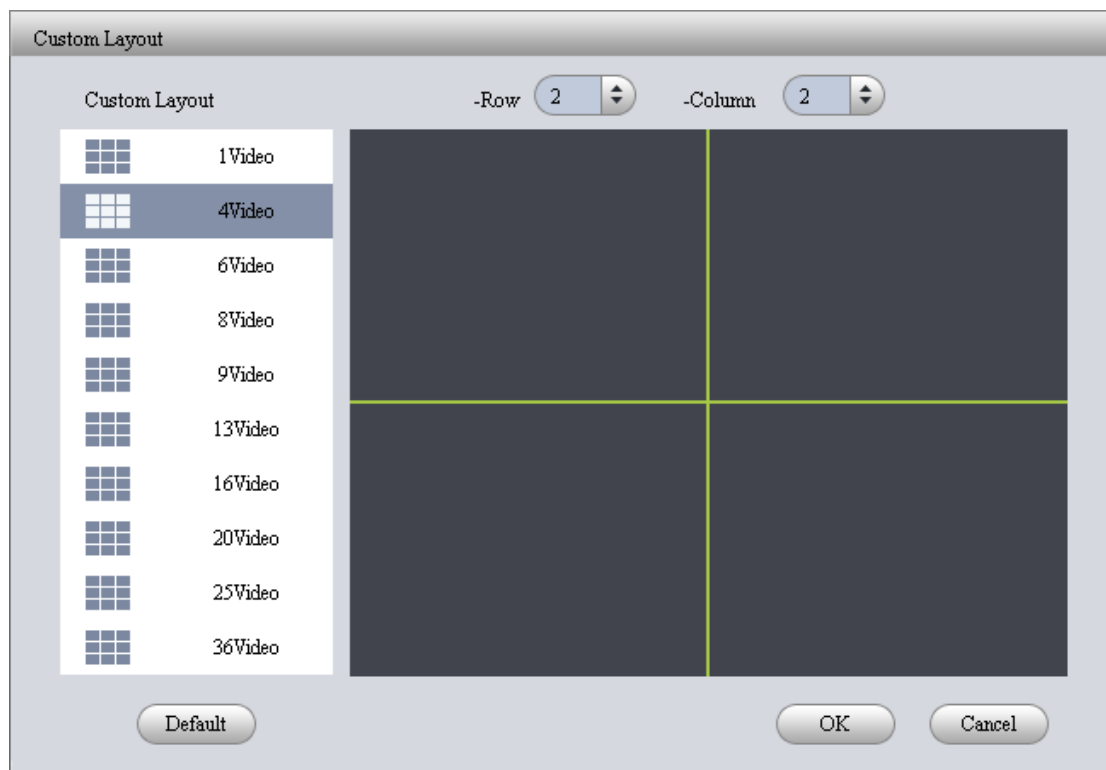 Custom Layout
Custom Layout -Row 2 -Column 2
1Video
4Video
6Video
8Video
9Video
13Video
16Video
20Video
25Video
36Video
Default OK Cancel